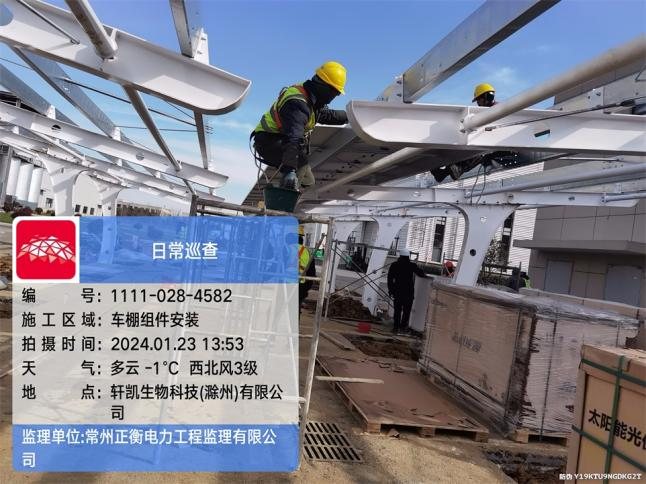 日常巡查
编 号：1111-028-4582
施工区域：车棚组件安装
拍摄时间：2024.01.23 13:53
天 气：多云 -1℃ 西北风3级
地 点：轩凯生物科技(滁州)有限公
司
监理单位:常州正衡电力工程监理有限公
司
太阳能光
防伪 Y19KTU9NGDKG2T